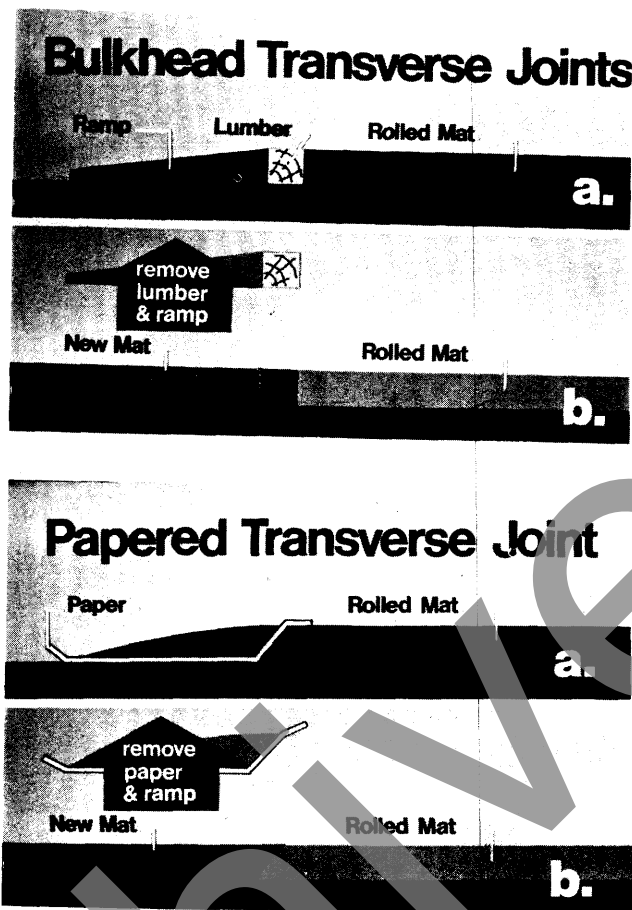 Bulkhead Transverse Joints
Ramp Lumber Rolled Mat
a.
remove
lumber
& ramp
New Mat Rolled Mat
b.
Papered Transverse Joint
Paper Rolled Mat
a.
remove
paper
& ramp
New Mat Rolled Mat
b.